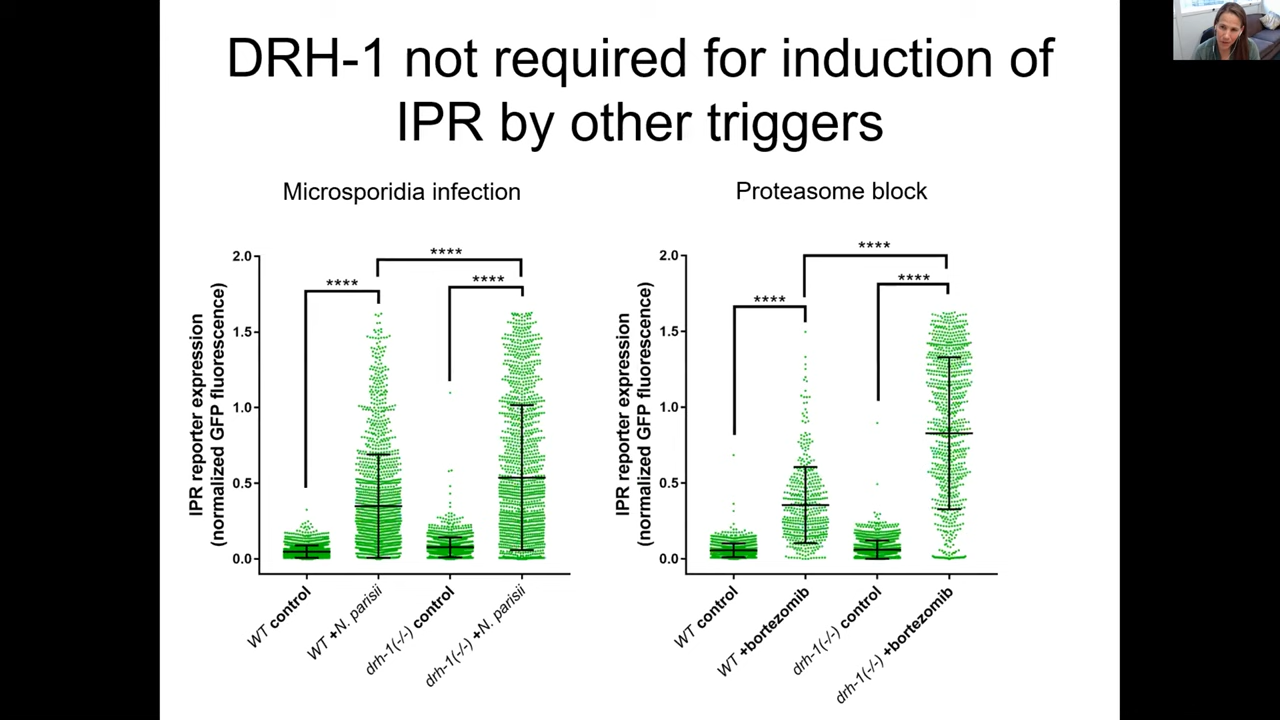 DRH-1 not required for induction of
IPR by other triggers
Microsporidia infection
IPR reporter expression
(normalized GFP fluorescence)
2.0
1.5
1.0
0.5
0.0
****
****
****
WT control
WT +N. parisii
drh-1(-/-) control
drh-1(-/-) +N. parisii
Proteasome block
IPR reporter expression
(normalized GFP fluorescence)
2.0
1.5
1.0
0.5
0.0
****
****
****
WT control
WT +bortezomib
drh-1(-/-) control
drh-1(-/-) +bortezomib